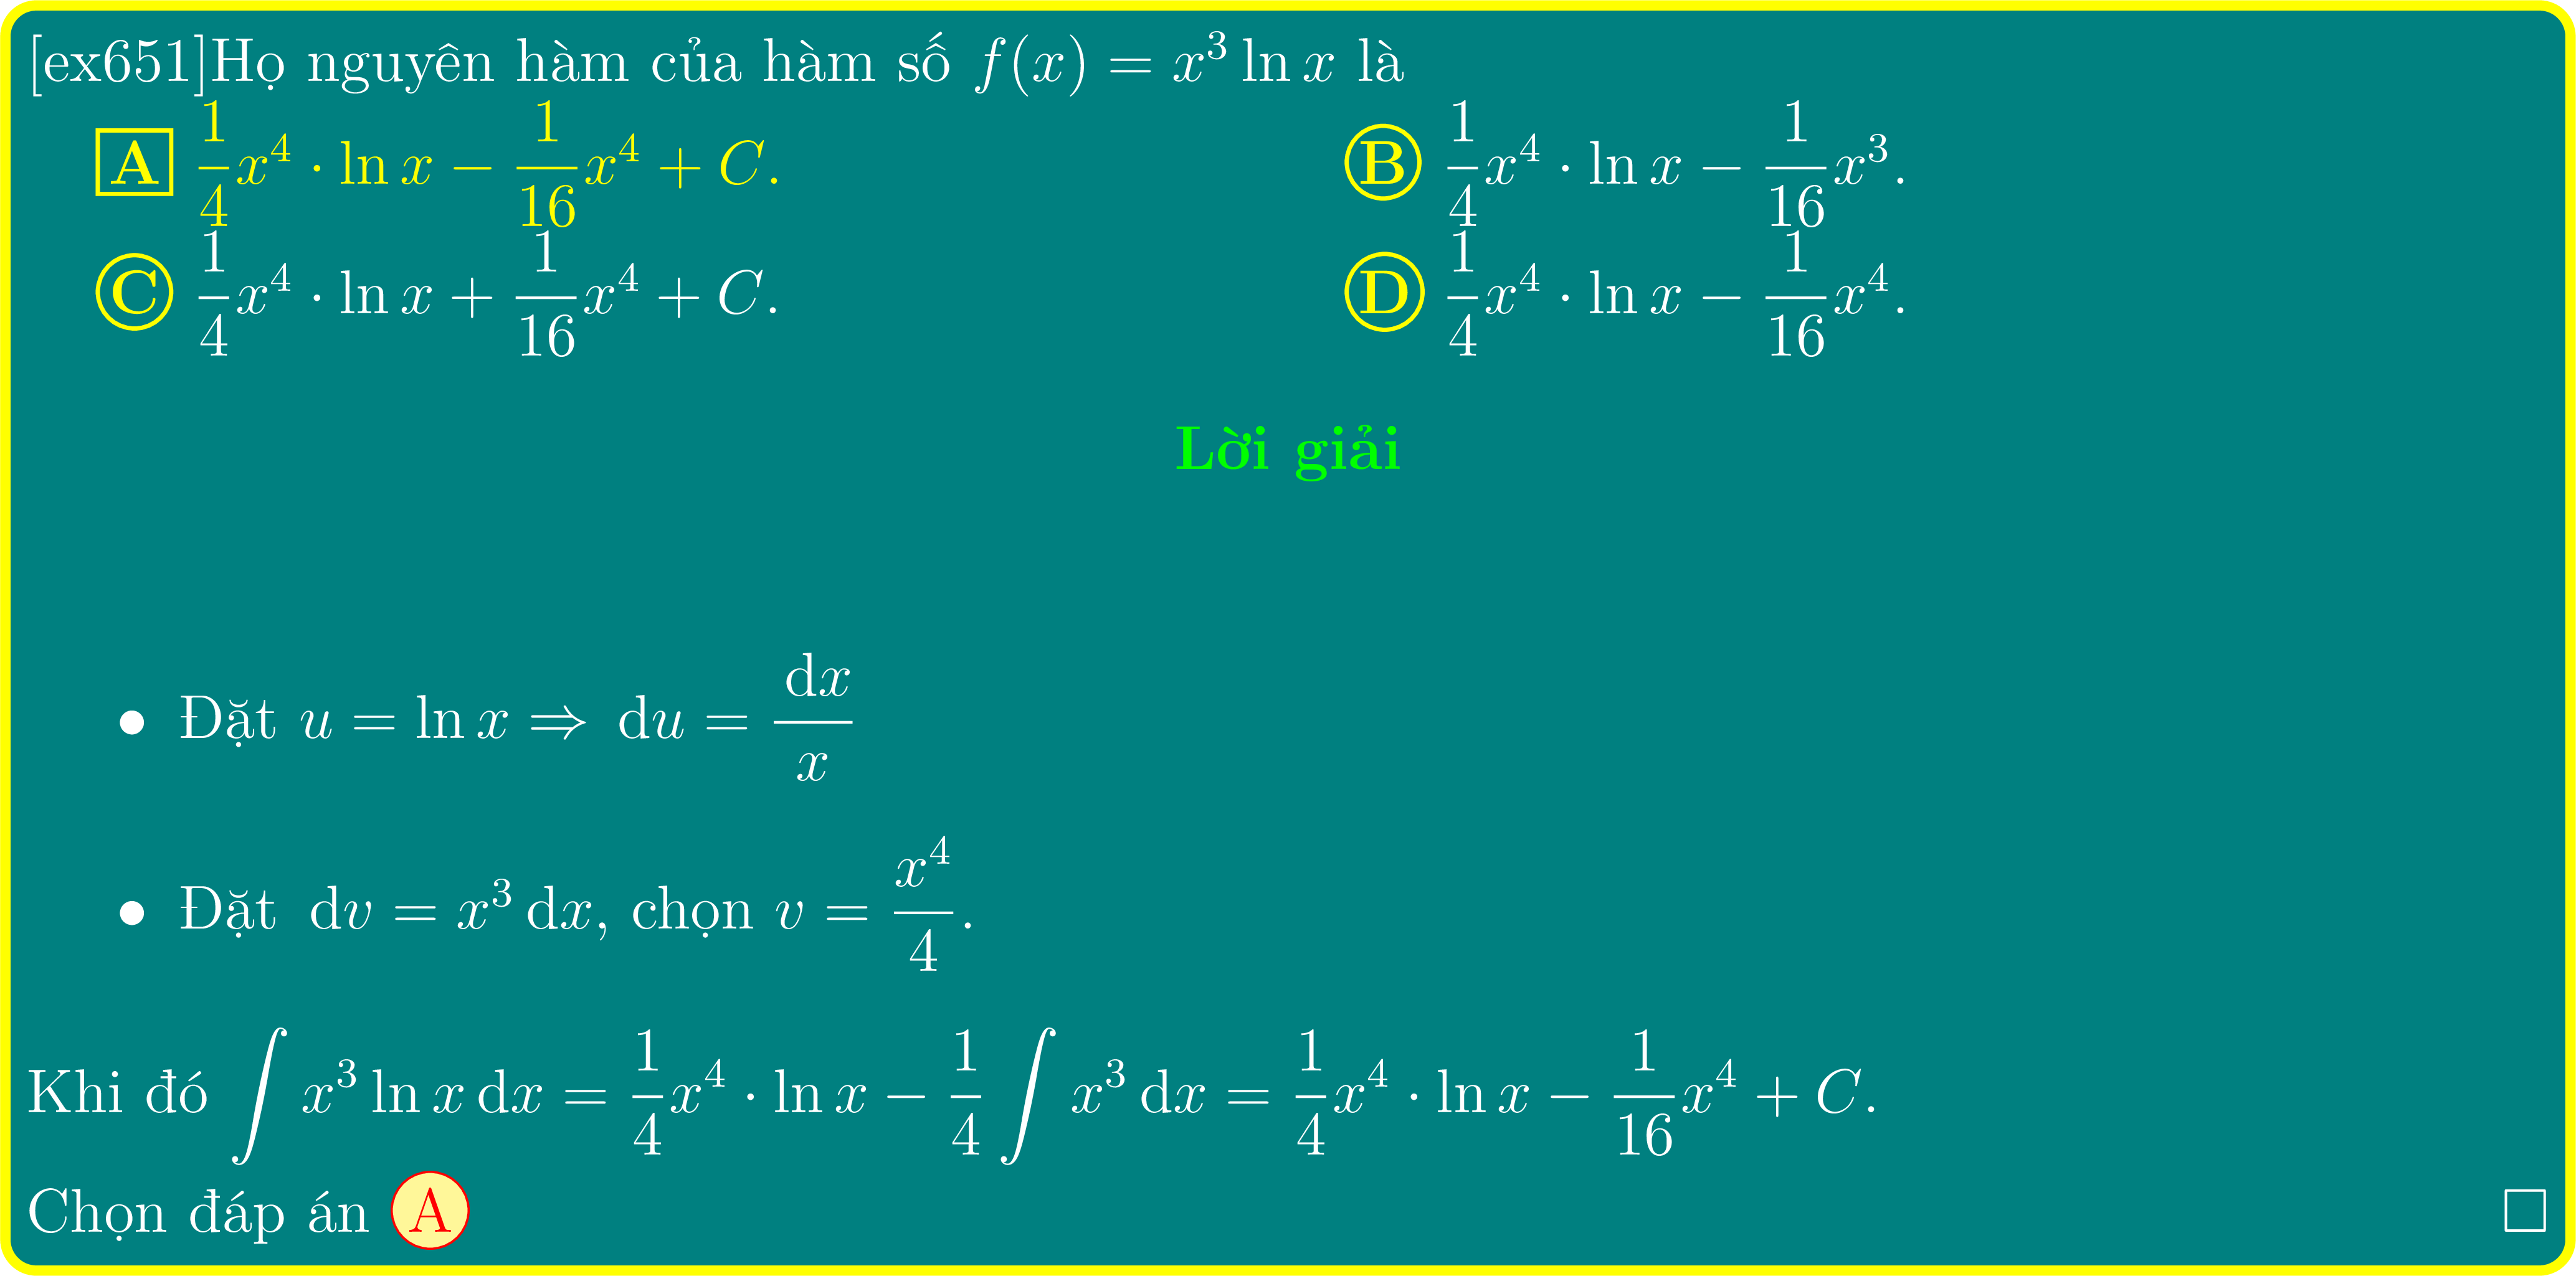 [ex651]Họ nguyên hàm của hàm số $f(x) = x^3 \ln x$ là
A $\frac{1}{4}x^4 \cdot \ln x - \frac{1}{16}x^4 + C.$ B $\frac{1}{4}x^4 \cdot \ln x - \frac{1}{16}x^3.$
C $\frac{1}{4}x^4 \cdot \ln x + \frac{1}{16}x^4 + C.$ D $\frac{1}{4}x^4 \cdot \ln x - \frac{1}{16}x^4.$
Lời giải
• Đặt $u = \ln x \Rightarrow \mathrm{d}u = \frac{\mathrm{d}x}{x}$
• Đặt $\mathrm{d}v = x^3 \mathrm{d}x$, chọn $v = \frac{x^4}{4}.$
Khi đó $\int x^3 \ln x \, \mathrm{d}x = \frac{1}{4}x^4 \cdot \ln x - \frac{1}{4} \int x^3 \, \mathrm{d}x = \frac{1}{4}x^4 \cdot \ln x - \frac{1}{16}x^4 + C.$
Chọn đáp án A □